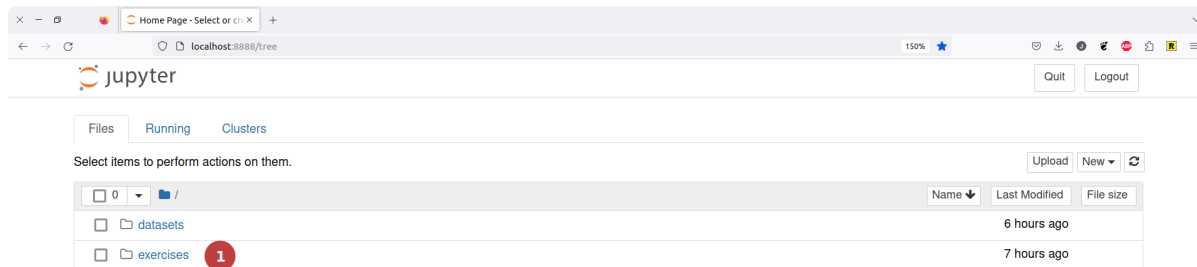 Home Page - Select or cre
localhost:8888/tree
150%
jupyter
Quit
Logout
Files
Running
Clusters
Select items to perform actions on them.
Upload
New
0
/
Name
Last Modified
File size
datasets
6 hours ago
exercises
1
7 hours ago